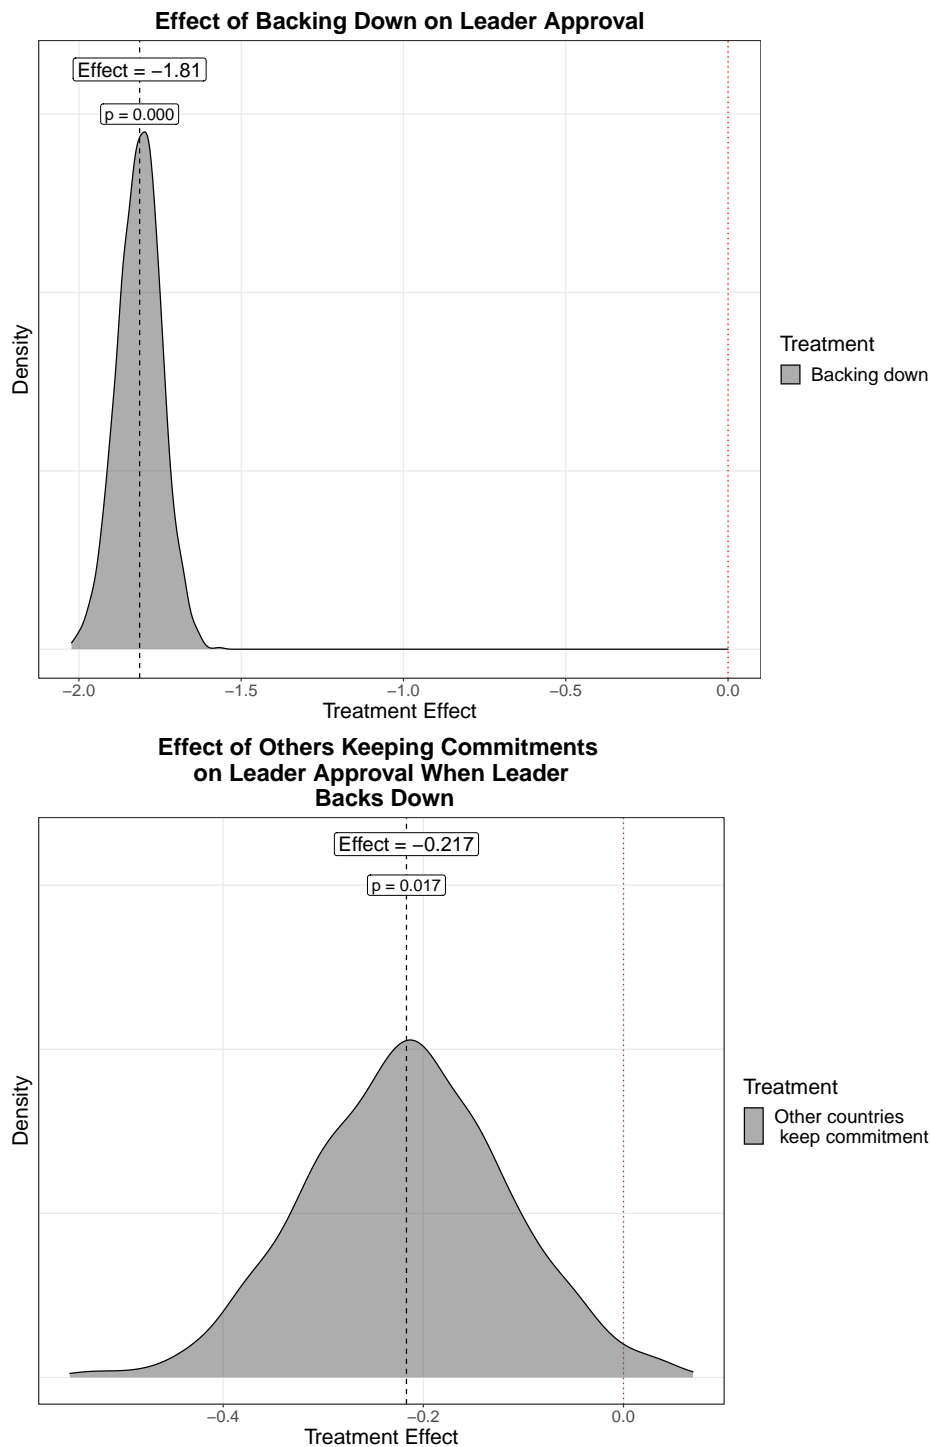 Effect of Backing Down on Leader Approval
Effect = −1.81
p = 0.000
Density
Treatment
Backing down
−2.0 −1.5 −1.0 −0.5 0.0
Treatment Effect
Effect of Others Keeping Commitments
on Leader Approval When Leader
Backs Down
Effect = −0.217
p = 0.017
Density
Treatment
Other countries
keep commitment
−0.4 −0.2 0.0
Treatment Effect